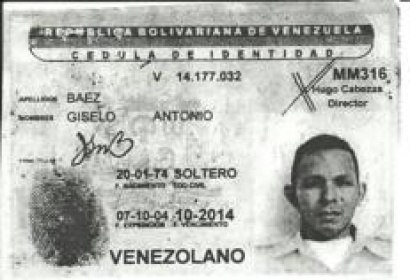 REPUBLICA BOLIVARIANA DE VENEZUELA
CEDULA DE IDENTIDAD
V 14.177.032
MM316
Hugo Cabezas
Director
APELLIDOS BAEZ
NOMBRES GISELO ANTONIO
20-01-74 SOLTERO
F. NACIMIENTO EDO. CIVIL
07-10-04 10-2014
F. EXPEDICION F. VENCIMIENTO
VENEZOLANO